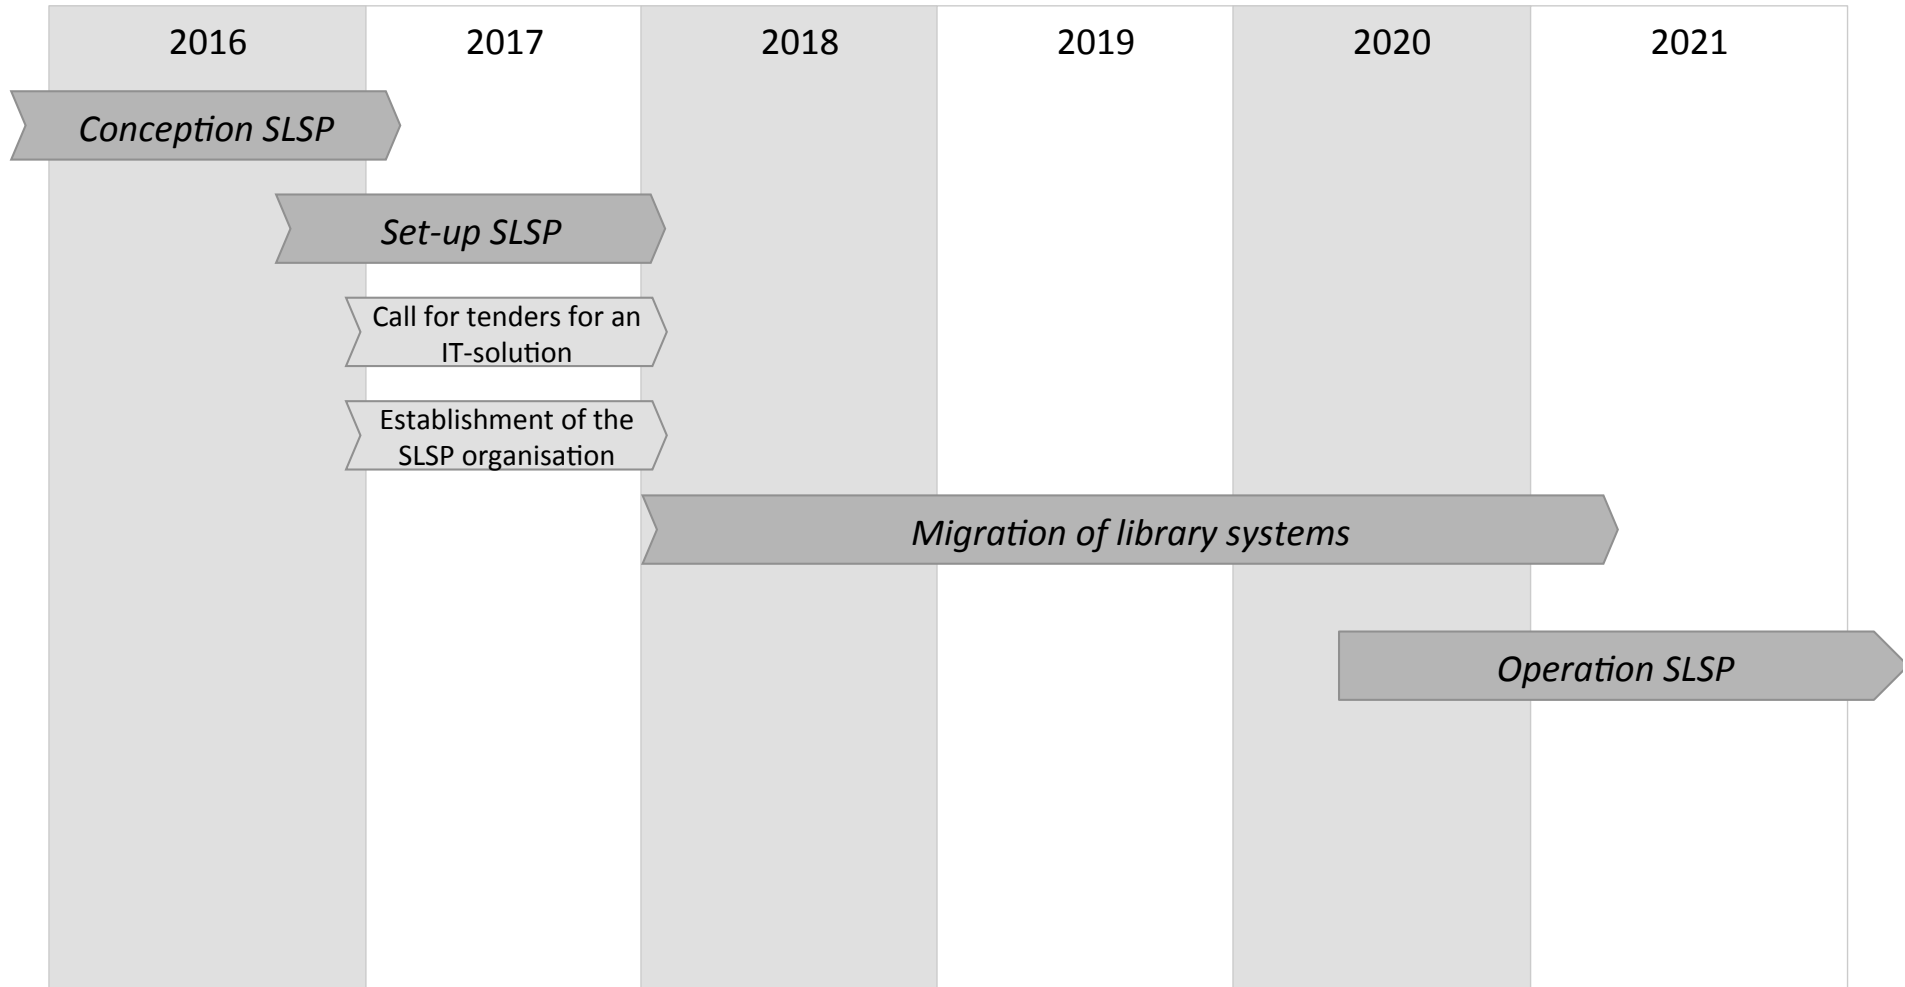 2016
2017
2018
2019
2020
2021
Conception SLSP
Set-up SLSP
Call for tenders for an
IT-solution
Establishment of the
SLSP organisation
Migration of library systems
Operation SLSP